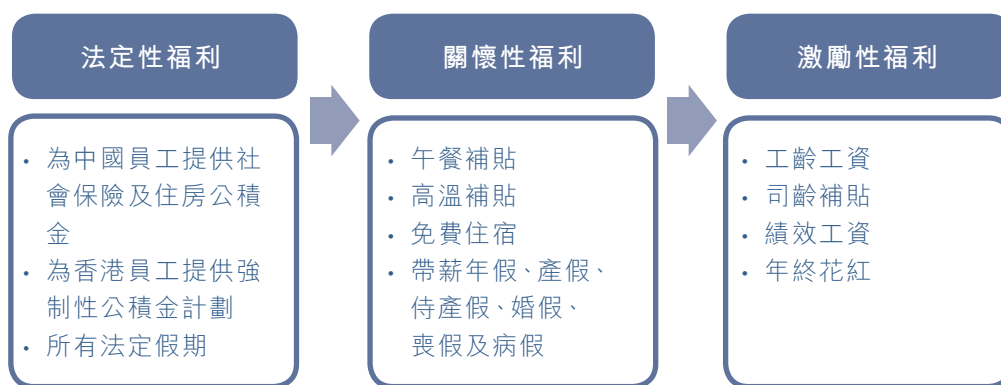 法定性福利
• 為中國員工提供社
會保險及住房公積
金
• 為香港員工提供強
制性公積金計劃
• 所有法定假期
關懷性福利
• 午餐補貼
• 高溫補貼
• 免費住宿
• 帶薪年假、產假、
侍產假、婚假、
喪假及病假
激勵性福利
• 工齡工資
• 司齡補貼
• 績效工資
• 年終花紅